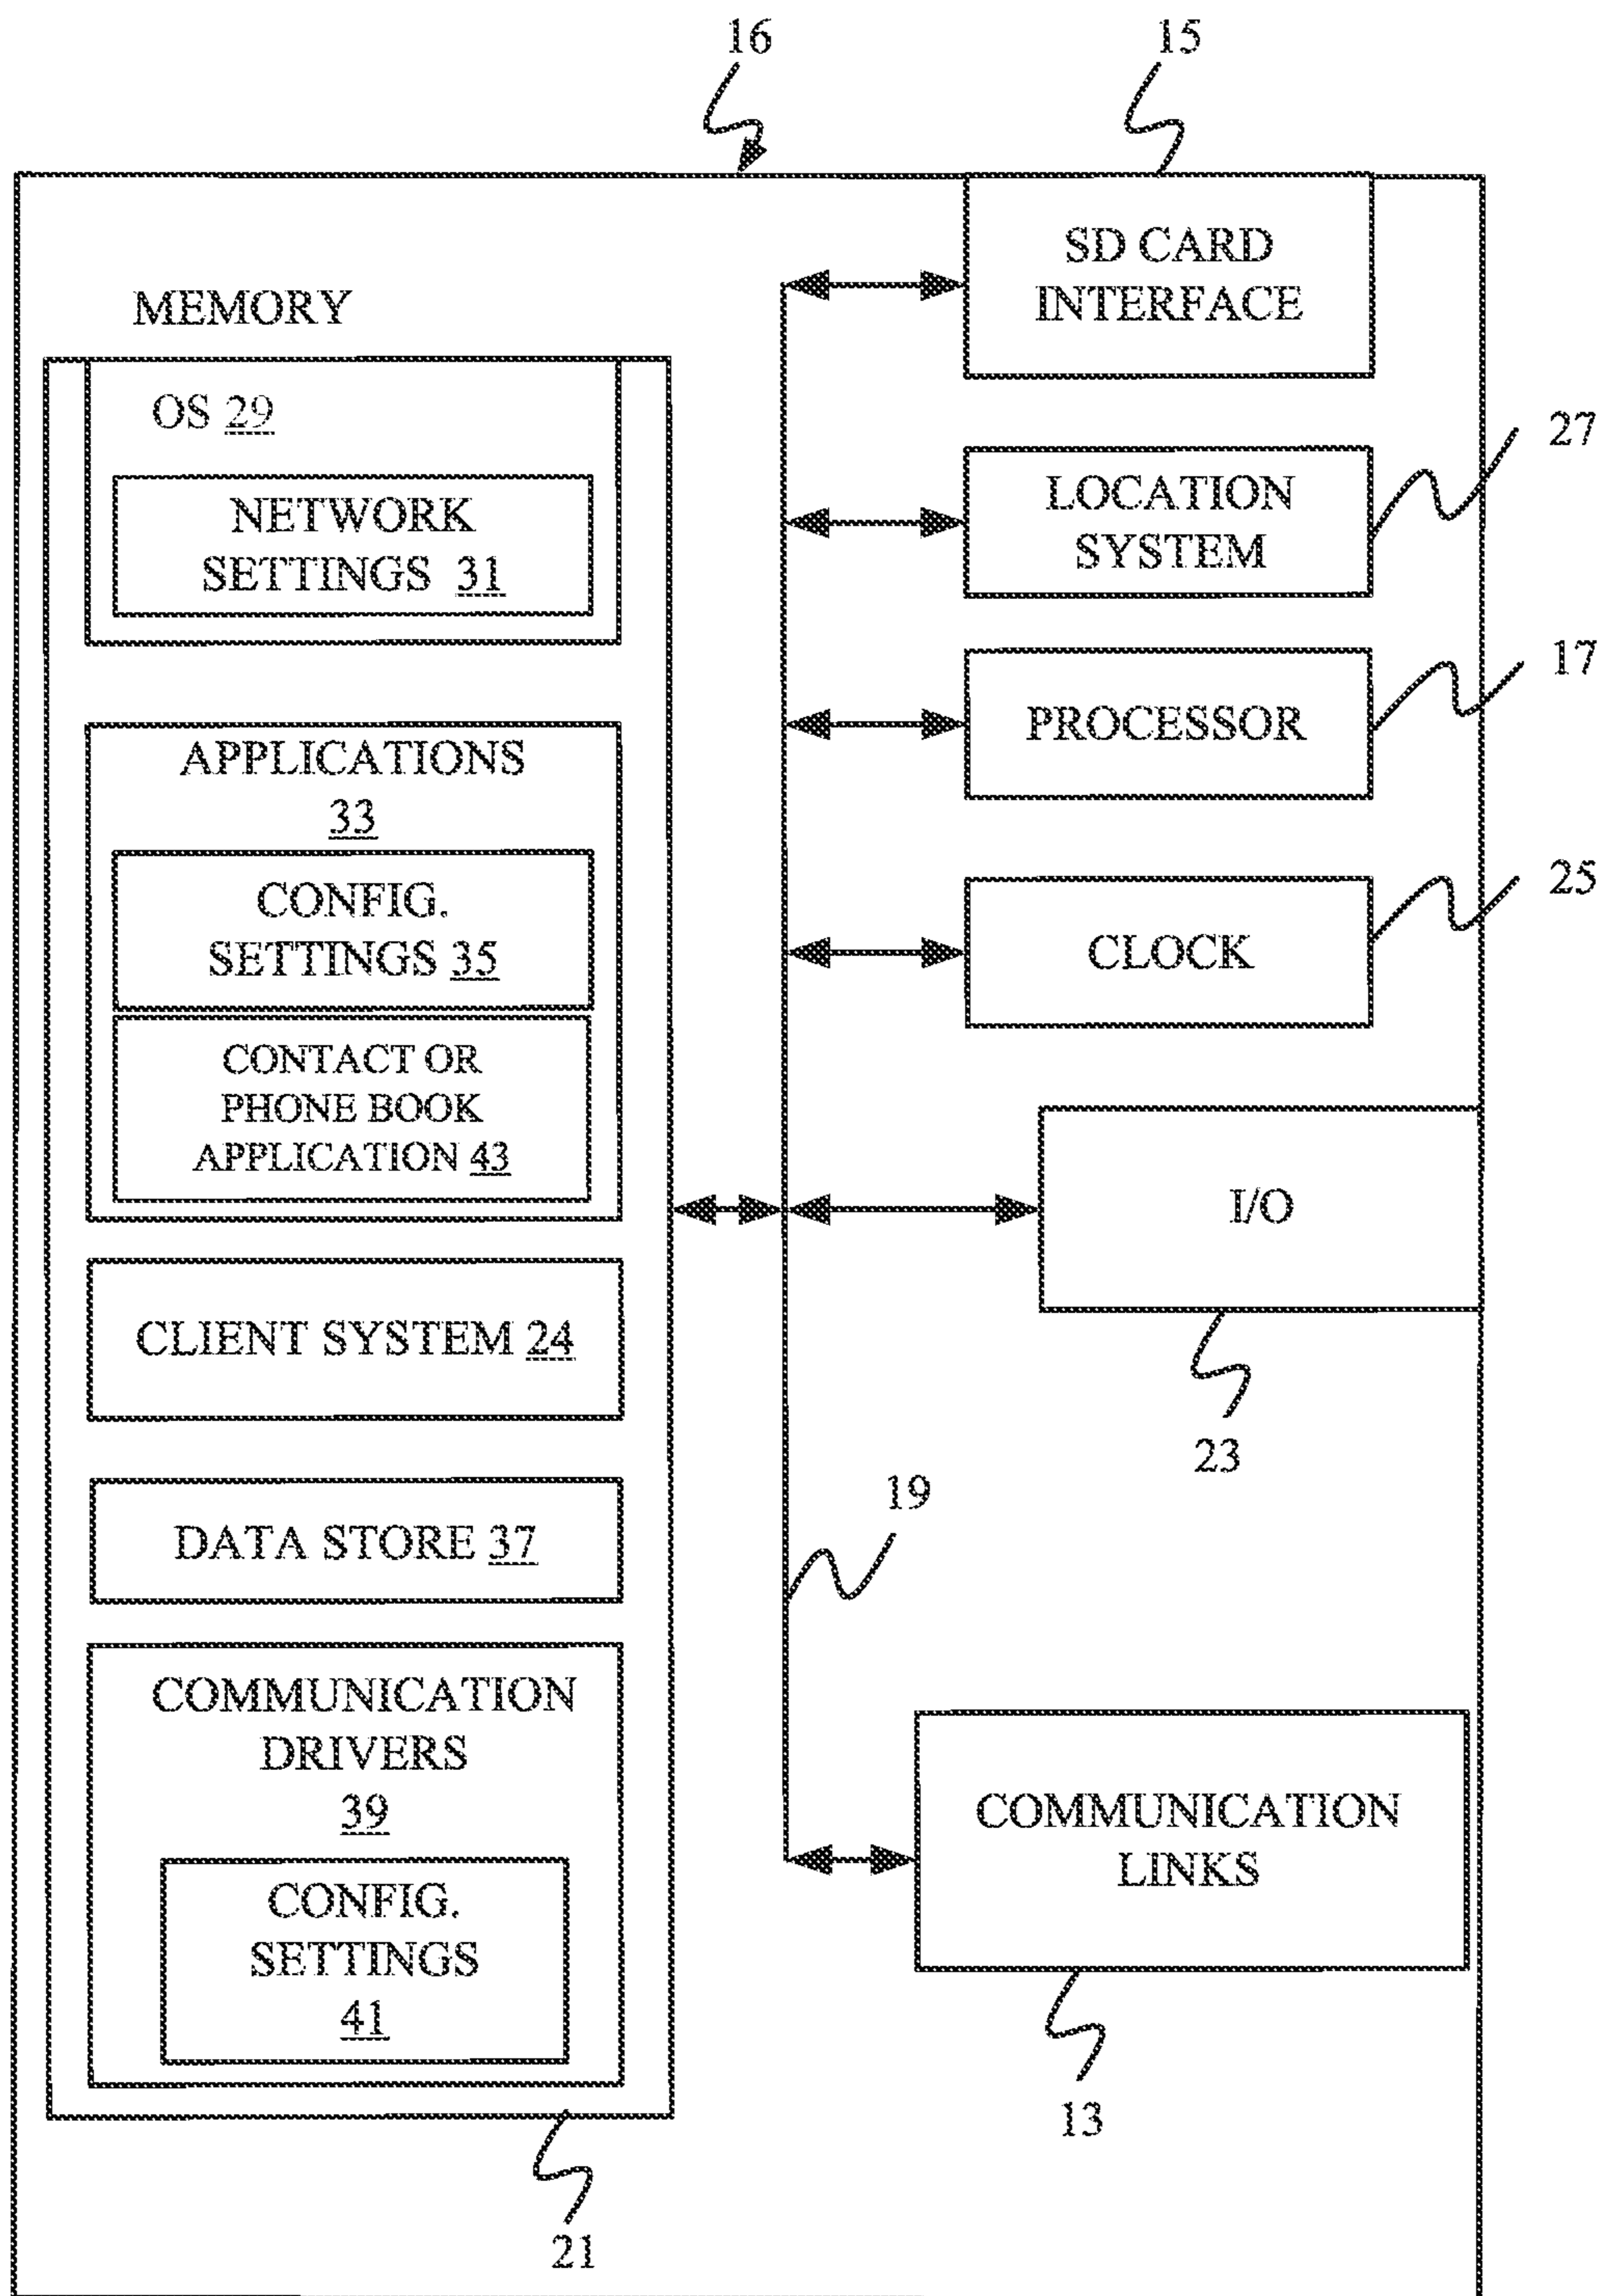 16
15
SD CARD
INTERFACE
MEMORY
OS 29
NETWORK
SETTINGS 31
27
LOCATION
SYSTEM
17
PROCESSOR
APPLICATIONS
33
CONFIG.
SETTINGS 35
CONTACT OR
PHONE BOOK
APPLICATION 43
25
CLOCK
I/O
23
CLIENT SYSTEM 24
19
DATA STORE 37
COMMUNICATION
DRIVERS
39
CONFIG.
SETTINGS
41
COMMUNICATION
LINKS
13
21